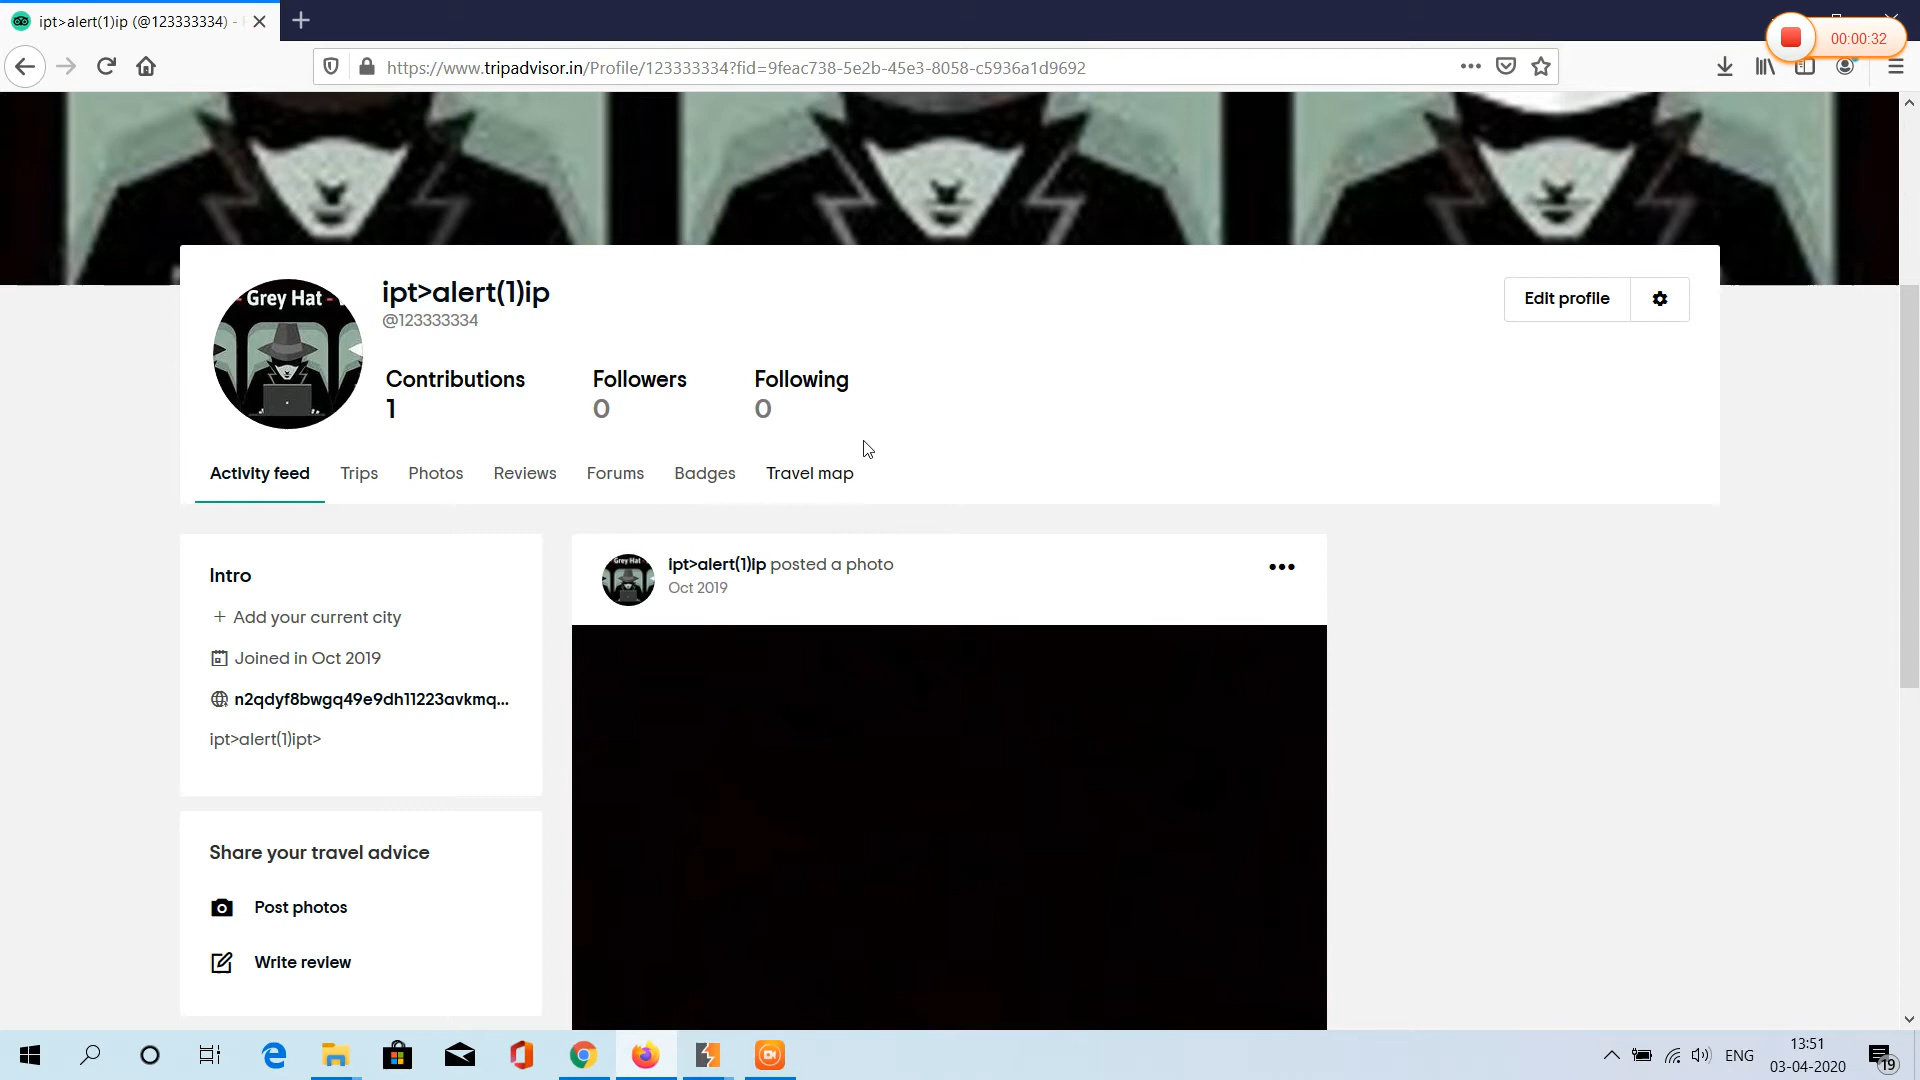 ipt>alert(1)ip (@123333334) -
00:00:32
https://www.tripadvisor.in/Profile/123333334?fid=9feac738-5e2b-45e3-8058-c5936a1d9692
- Grey Hat -
ipt>alert(1)ip
@123333334
Edit profile
Contributions Followers Following
1 0 0
Activity feed Trips Photos Reviews Forums Badges Travel map
Intro
+ Add your current city
Joined in Oct 2019
n2qdyf8bwgq49e9dh11223avkmq...
ipt>alert(1)ipt>
Grey Hat
ipt>alert(1)ip posted a photo
Oct 2019
Share your travel advice
Post photos
Write review
ENG
13:51
03-04-2020
19